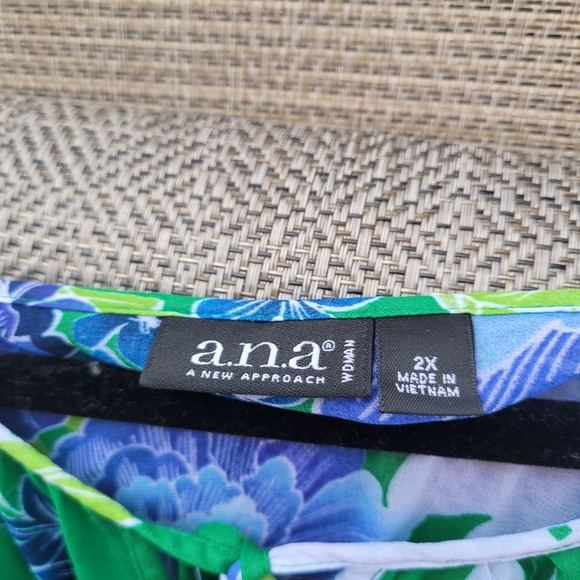 a.n.a®
A NEW APPROACH
WOMAN
2X
MADE IN
VIETNAM